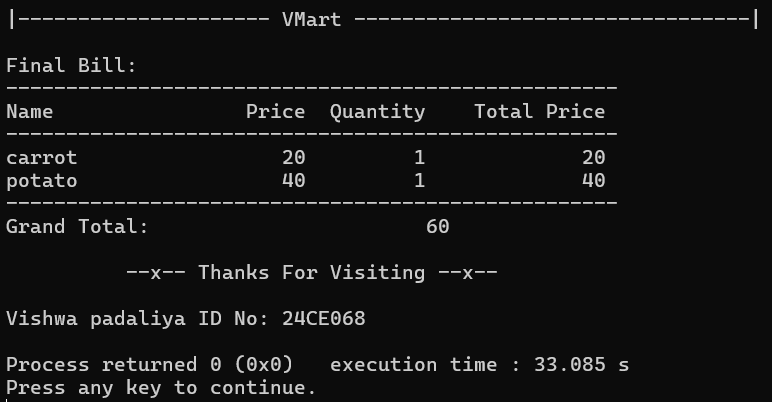 |--------------------- VMart ---------------------------------|
Final Bill:
---------------------------------------------------
Name                Price  Quantity    Total Price
---------------------------------------------------
carrot                 20         1             20
potato                 40         1             40
---------------------------------------------------
Grand Total:                       60
--x-- Thanks For Visiting --x--
Vishwa padaliya ID No: 24CE068
Process returned 0 (0x0)   execution time : 33.085 s
Press any key to continue.